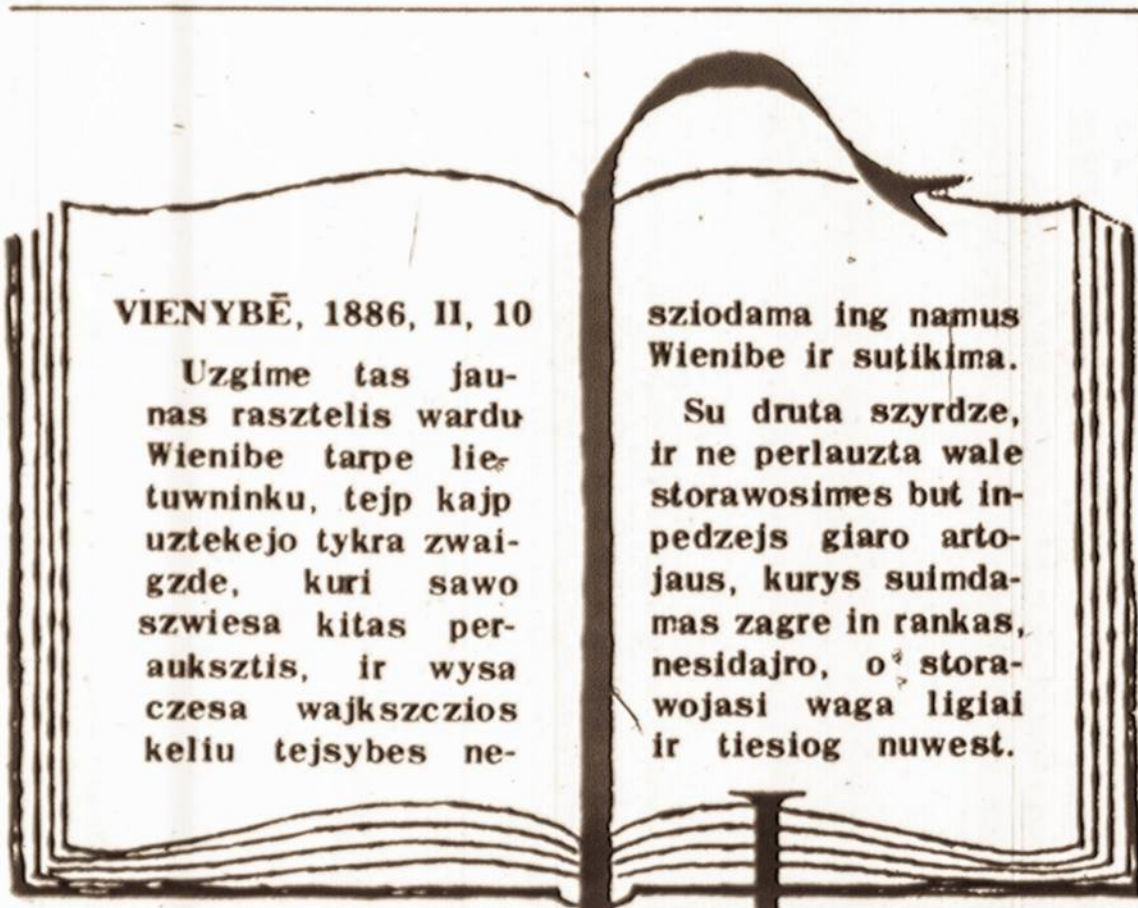 VIENYBĒ, 1886, II, 10
Uzgime tas jau-
nas rasztelis wardu
Wienibe tarpe lie-
tuwninku, tejp kajp
uztekejo tykra zwai-
gzde, kuri sawo
szwiesa kitas per-
auksztis, ir wysa
czesa wajkszczios
keliu tejsybes ne-
sziodama ing namus
Wienibe ir sutikima.
Su druta szyrdze,
ir ne perlauzta wale
storawosimes but in-
pedzejs giaro arto-
jaus, kurys suimda-
mas zagre in rankas,
nesidajro, o stora-
wojasi waga ligiai
ir tiesiog nuwest.